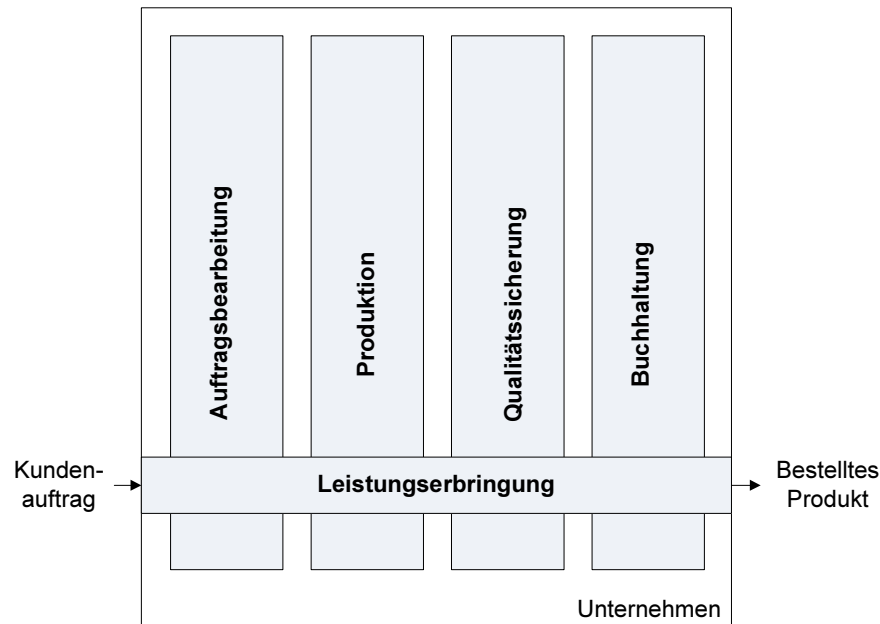 Auftragsbearbeitung
Produktion
Qualitätssicherung
Buchhaltung
Kunden-
auftrag
Leistungserbringung
Bestelltes
Produkt
Unternehmen